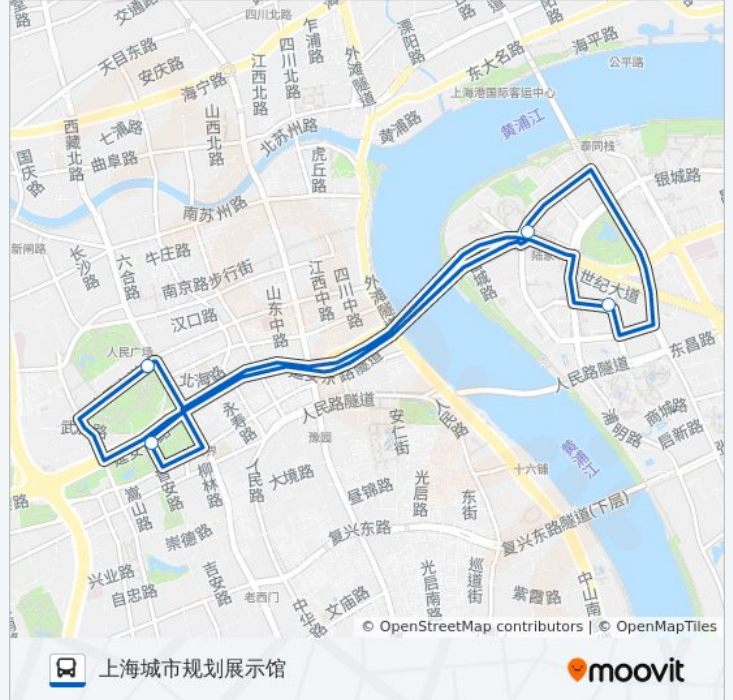 四川北路
交通路
天目东路
安庆路
海宁路
江西北路
四川北路
乍浦路
外滩隧道
溧阳路
东大名路
海平路
公平路
上海港国际客运中心
黄浦江
黄浦路
泰同栈
银城路
西藏北路
七浦路
曲阜路
山西北路
北苏州路
虎丘路
国庆路
南苏州路
新闸路
长沙路
六合路
牛庄路
南京路步行街
汉口路
山东中路
江西中路
四川中路
外滩隧
世纪大道
东昌路
人民广场
北海路
人民路隧道
人民路隧道
商城路
启新路
永寿路
豫园
安仁街
人民路
黄浦江
十六铺
嵩山路
柳林路
人民路
大境路
昼锦路
光启路
东街
崇德路
复兴东路
复兴东路隧道(下层)
兴业路
自忠路
吉安路
老西门
文庙路
光启南路
巡道街
紫霞路
中山南
© OpenStreetMap contributors | © OpenMapTiles
上海城市规划展示馆
moovit